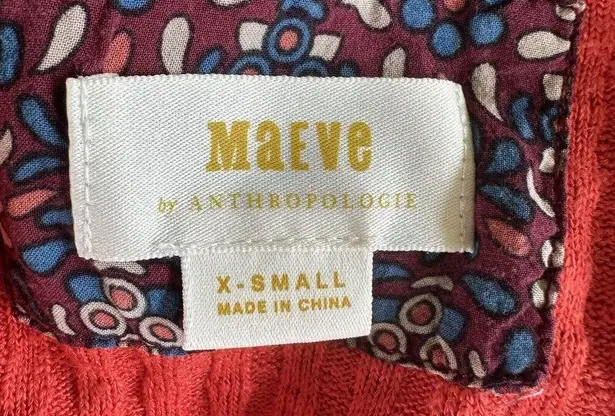 MaEVe
by ANTHROPOLOGIE
X-SMALL
MADE IN CHINA